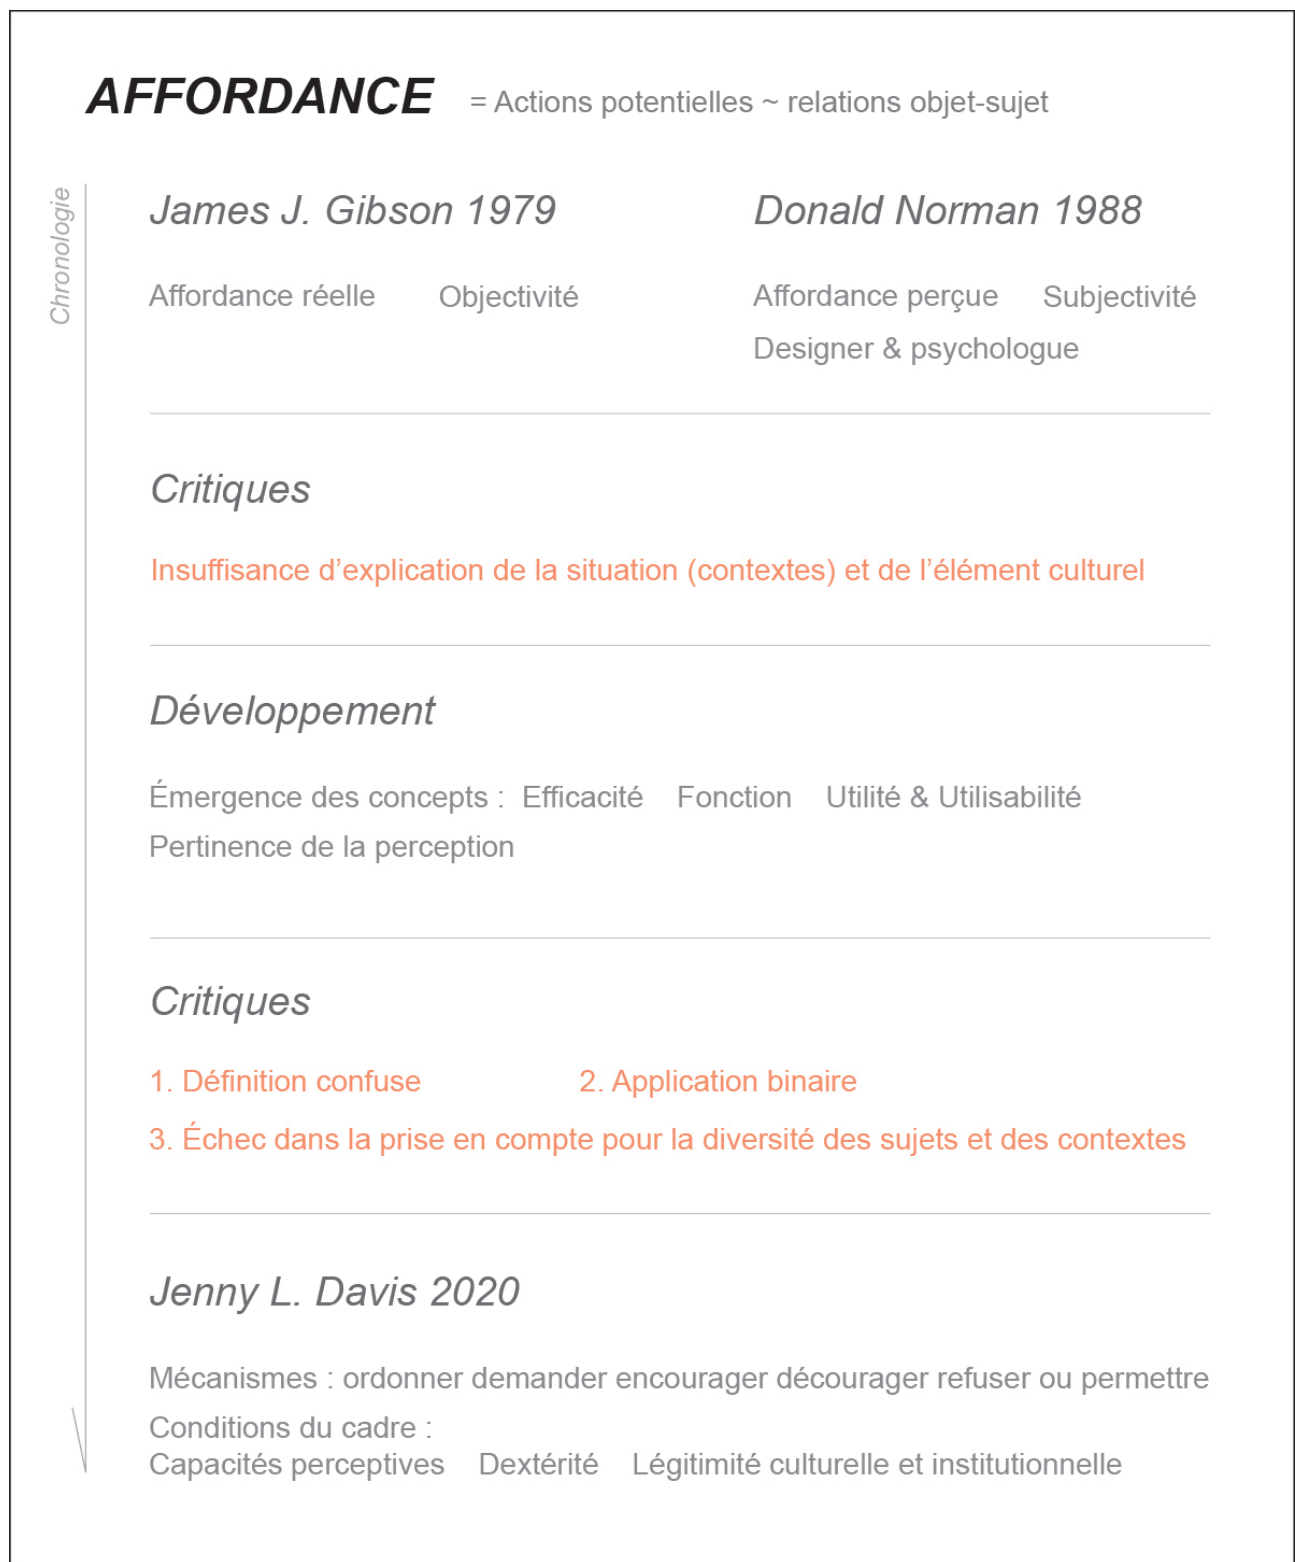 AFFORDANCE = Actions potentielles ~ relations objet-sujet
Chronologie
James J. Gibson 1979
Affordance réelle Objectivité
Donald Norman 1988
Affordance perçue Subjectivité
Designer & psychologue
Critiques
Insuffisance d’explication de la situation (contextes) et de l’élément culturel
Développement
Émergence des concepts : Efficacité Fonction Utilité & Utilisabilité
Pertinence de la perception
Critiques
1. Définition confuse 2. Application binaire
3. Échec dans la prise en compte pour la diversité des sujets et des contextes
Jenny L. Davis 2020
Mécanismes : ordonner demander encourager décourager refuser ou permettre
Conditions du cadre :
Capacités perceptives Dextérité Légitimité culturelle et institutionnelle